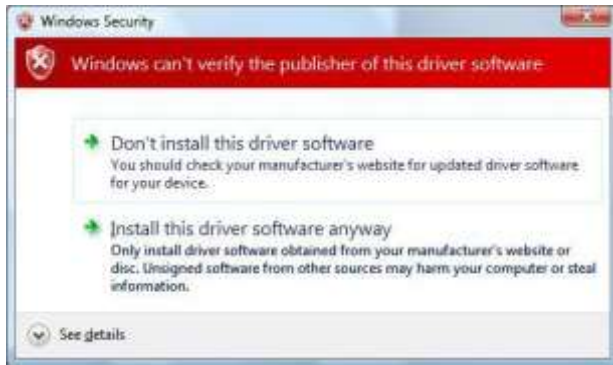 Windows Security
Windows can't verify the publisher of this driver software
Don't install this driver software
You should check your manufacturer's website for updated driver software
for your device.
Install this driver software anyway
Only install driver software obtained from your manufacturer's website or
disc. Unsigned software from other sources may harm your computer or steal
information.
See details